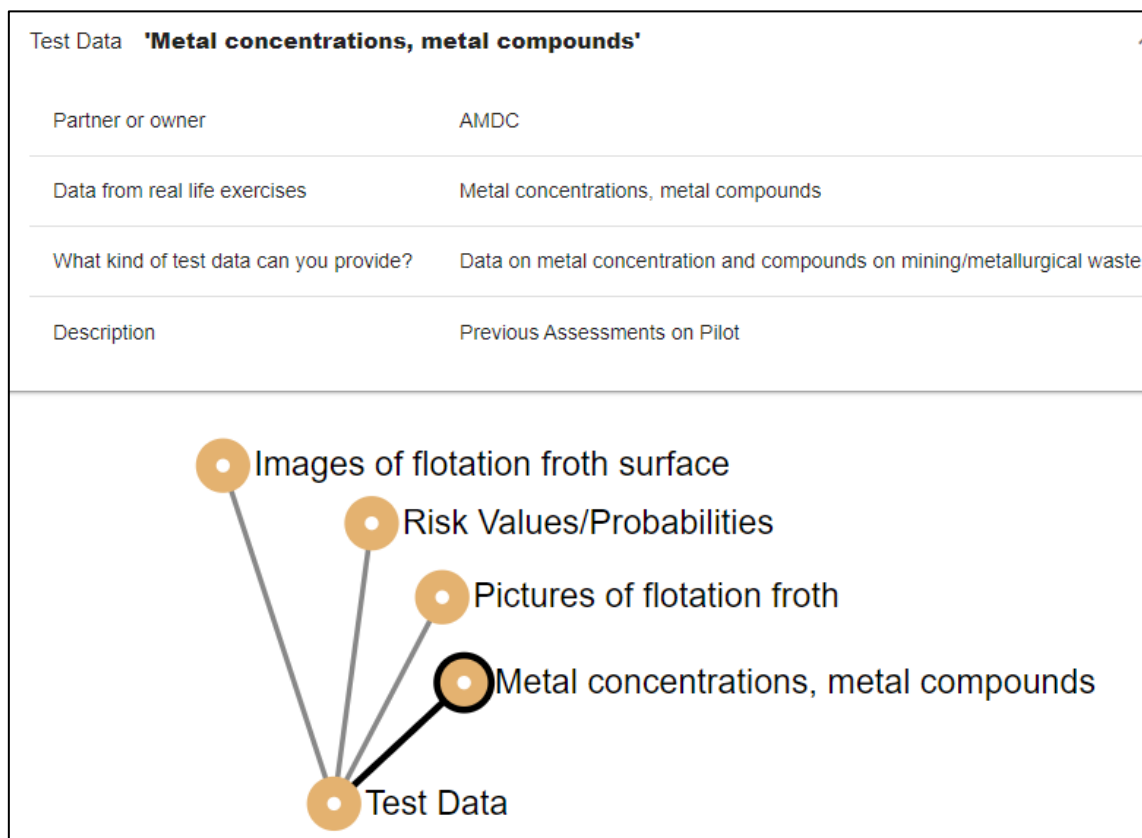 Test Data 'Metal concentrations, metal compounds'
Partner or owner AMDC
Data from real life exercises Metal concentrations, metal compounds
What kind of test data can you provide? Data on metal concentration and compounds on mining/metallurgical waste
Description Previous Assessments on Pilot
Images of flotation froth surface
Risk Values/Probabilities
Pictures of flotation froth
Metal concentrations, metal compounds
Test Data